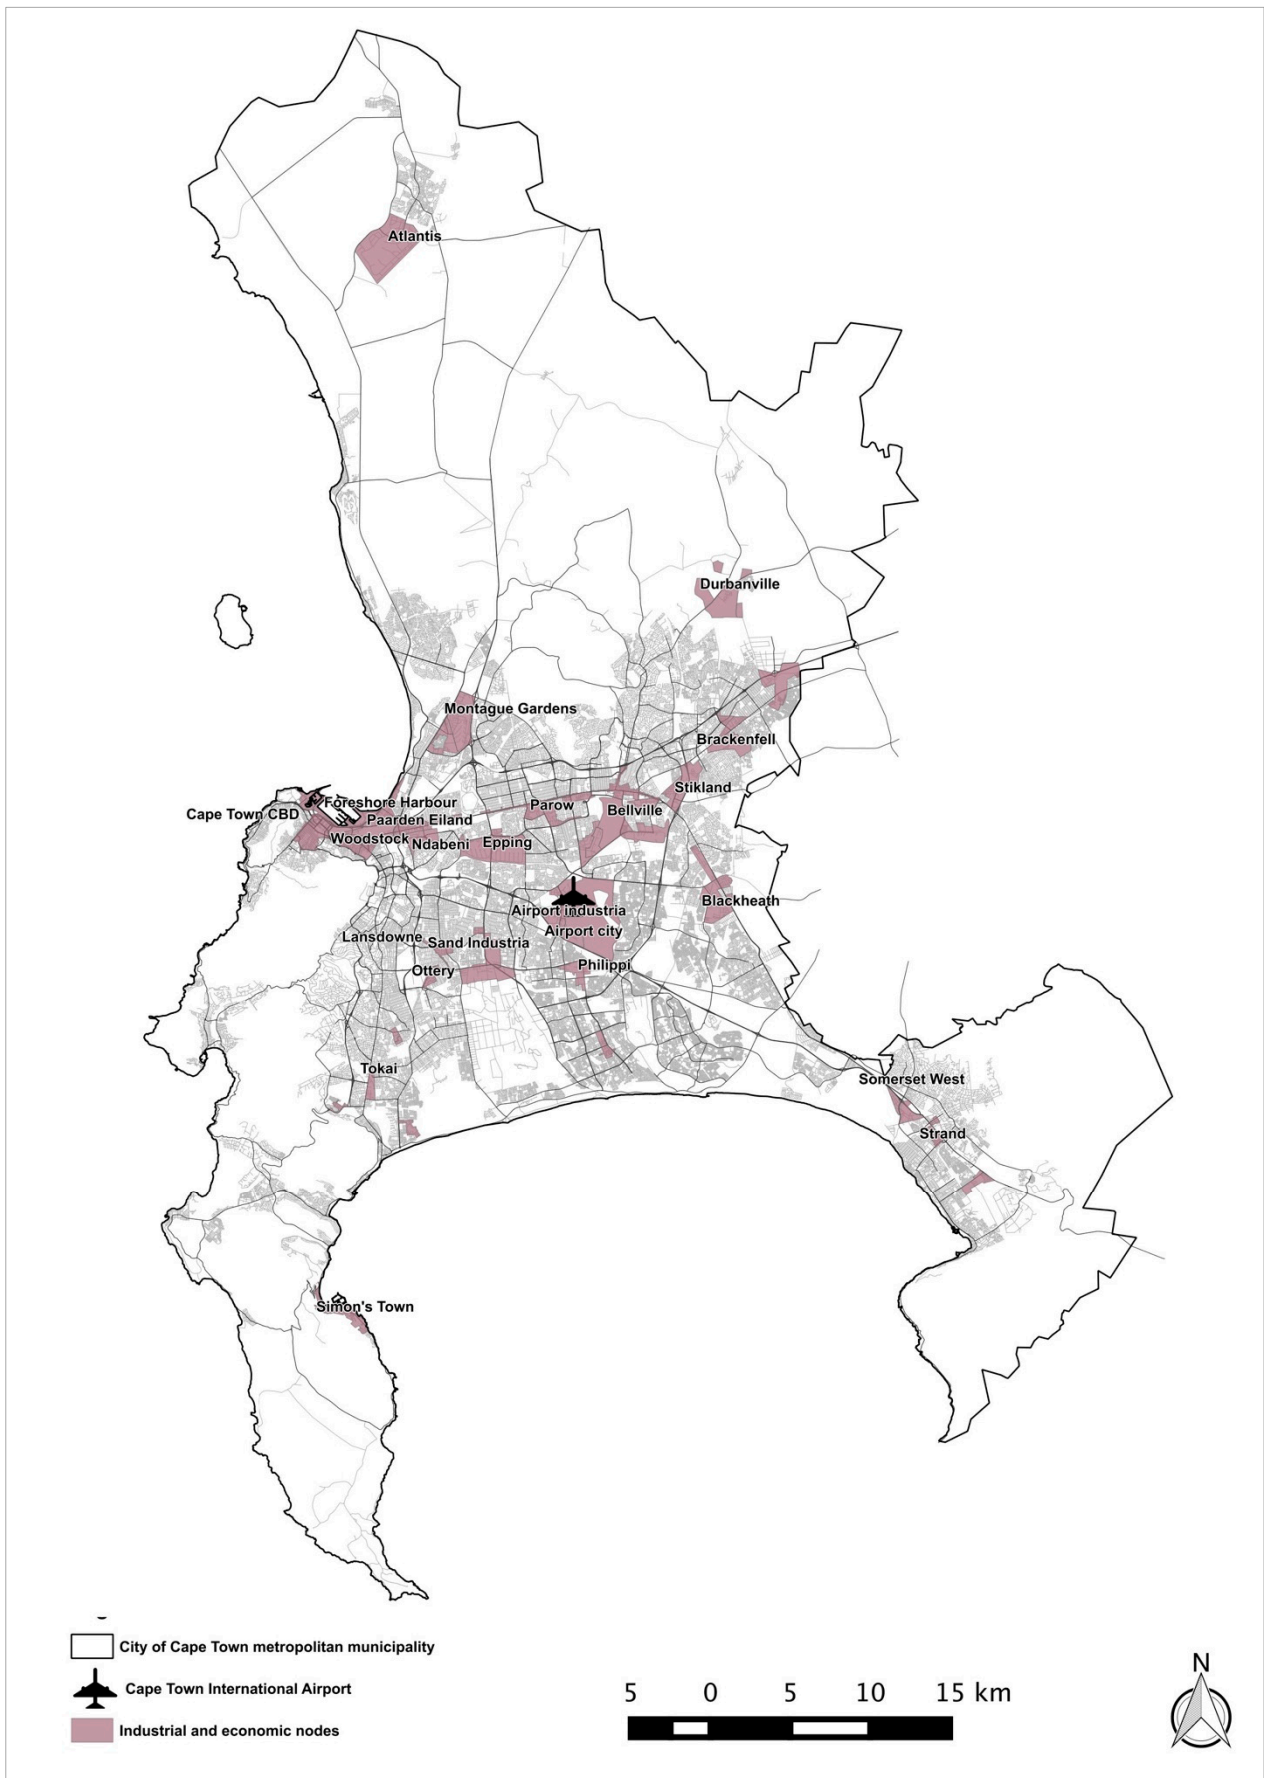 Atlantis
Durbanville
Montague Gardens
Brackenfell
Stikland
Foreshore Harbour
Parow
Bellville
Cape Town CBD
Paarden Eiland
Woodstock
Ndabeni
Epping
Blackheath
Airport industria
Airport city
Lansdowne
Sand Industria
Philippi
Ottery
Tokai
Somerset West
Strand
Simon's Town
City of Cape Town metropolitan municipality
Cape Town International Airport
Industrial and economic nodes
5 0 5 10 15 km
N